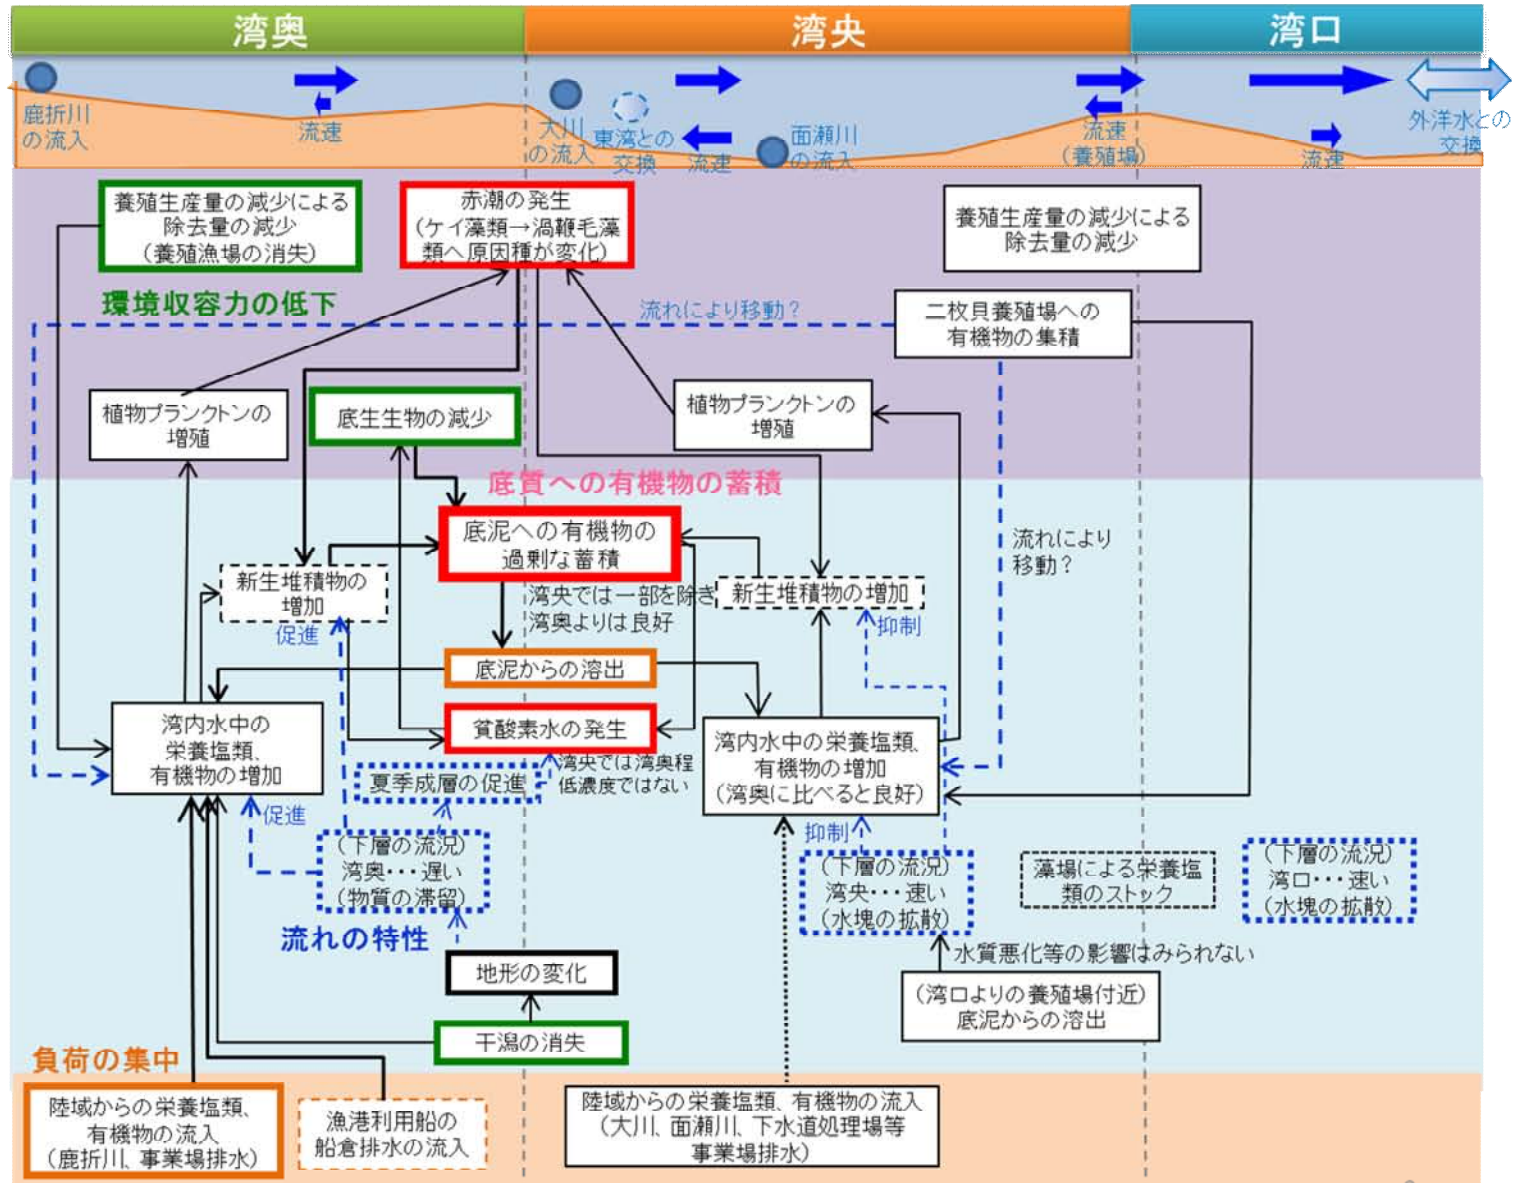 湾奥
湾央
湾口
鹿折川
の流入
流速
大川
の流入
東湾との
交換
流速
面瀬川
の流入
流速
(養殖場)
流速
外洋水との
交換
養殖生産量の減少による
除去量の減少
(養殖漁場の消失)
赤潮の発生
(ケイ藻類→渦鞭毛藻
類へ原因種が変化)
養殖生産量の減少による
除去量の減少
環境収容力の低下
流れにより移動?
二枚貝養殖場への
有機物の集積
植物プランクトンの
増殖
底生生物の減少
植物プランクトンの
増殖
底質への有機物の蓄積
底泥への有機物の
過剰な蓄積
流れにより
移動?
新生堆積物の
増加
湾央では一部を除き
湾奥よりは良好
新生堆積物の増加
促進
抑制
底泥からの溶出
湾内水中の
栄養塩類、
有機物の増加
貧酸素水の発生
湾内水中の栄養塩類、
有機物の増加
(湾奥に比べると良好)
夏季成層の促進
湾央では湾奥程
低濃度ではない
促進
抑制
(下層の流況)
湾奥・・・遅い
(物質の滞留)
(下層の流況)
湾央・・・速い
(水塊の拡散)
藻場による栄養塩
類のストック
(下層の流況)
湾口・・・速い
(水塊の拡散)
流れの特性
水質悪化等の影響はみられない
地形の変化
(湾口よりの養殖場付近)
底泥からの溶出
干潟の消失
負荷の集中
陸域からの栄養塩類、
有機物の流入
(鹿折川、事業場排水)
漁港利用船の
船倉排水の流入
陸域からの栄養塩類、有機物の流入
(大川、面瀬川、下水道処理場等
事業場排水)